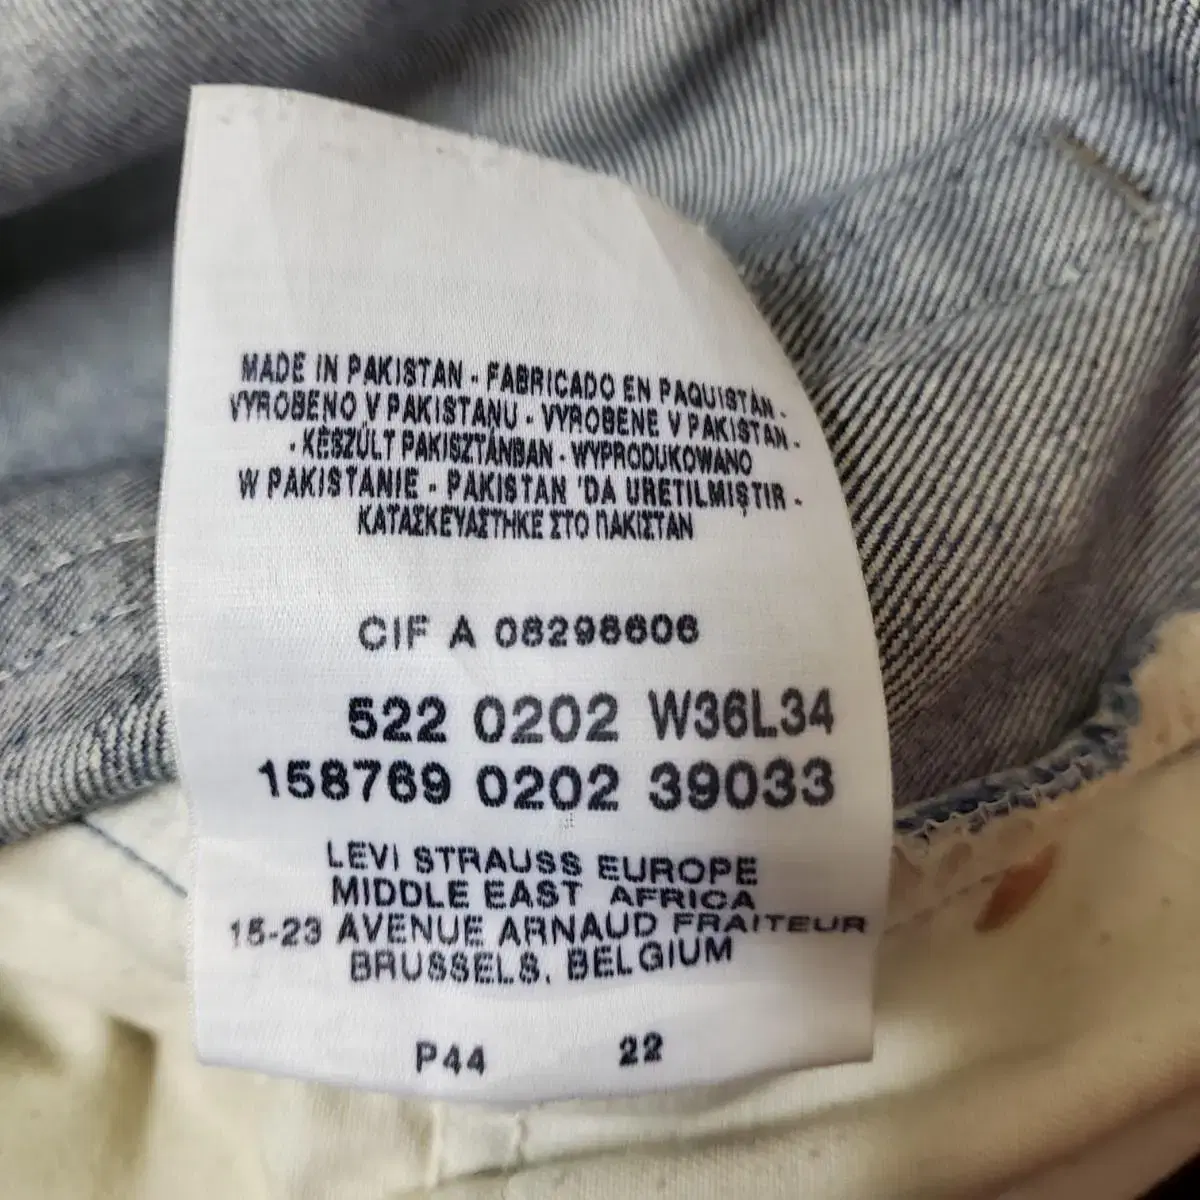 MADE IN PAKISTAN - FABRICADO EN PAQUISTÁN -
VYROBENO V PAKISTANU - VYROBENÉ V PAKISTAN -
- KÉSZÜLT PAKISZTÁNBAN - WYPRODUKOWANO
W PAKISTANIE - PAKISTAN 'DA URETILMIŞTIR -
ΚΑΤΑΣΚΕΥΑΣΤΗΚΕ ΣΤΟ ΠΑΚΙΣΤΑΝ
CIF A 08298606
522 0202 W36L34
158769 0202 39033
LEVI STRAUSS EUROPE
MIDDLE EAST AFRICA
15-23 AVENUE ARNAUD FRAITEUR
BRUSSELS, BELGIUM
P44 22